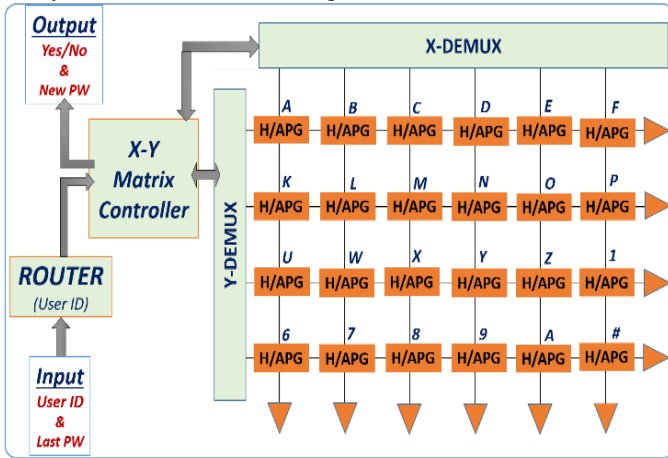 Output
Yes/No
&
New PW
X-DEMUX
X-Y
Matrix
Controller
Y-DEMUX
ROUTER
(User ID)
Input
User ID
&
Last PW
A B C D E F
H/APG H/APG H/APG H/APG H/APG H/APG
K L M N O P
H/APG H/APG H/APG H/APG H/APG H/APG
U W X Y Z 1
H/APG H/APG H/APG H/APG H/APG H/APG
6 7 8 9 A #
H/APG H/APG H/APG H/APG H/APG H/APG